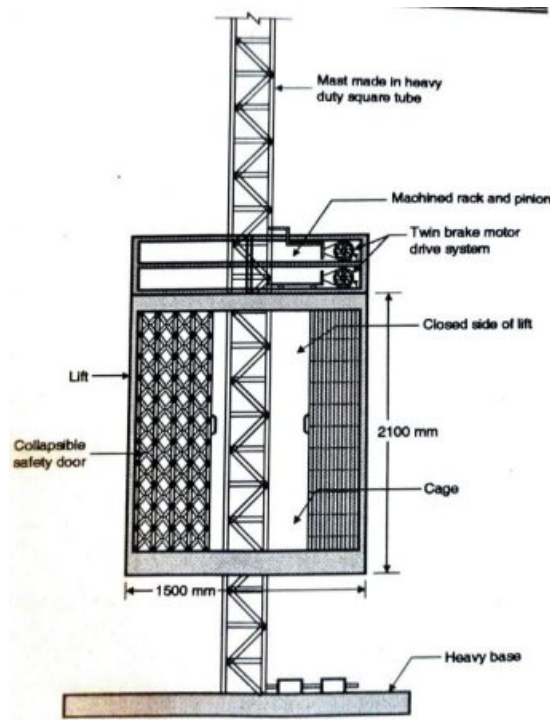 Mast made in heavy
duty square tube
Machined rack and pinion
Twin brake motor
drive system
Closed side of lift
Lift
2100 mm
Collapsible
safety door
Cage
1500 mm
Heavy base